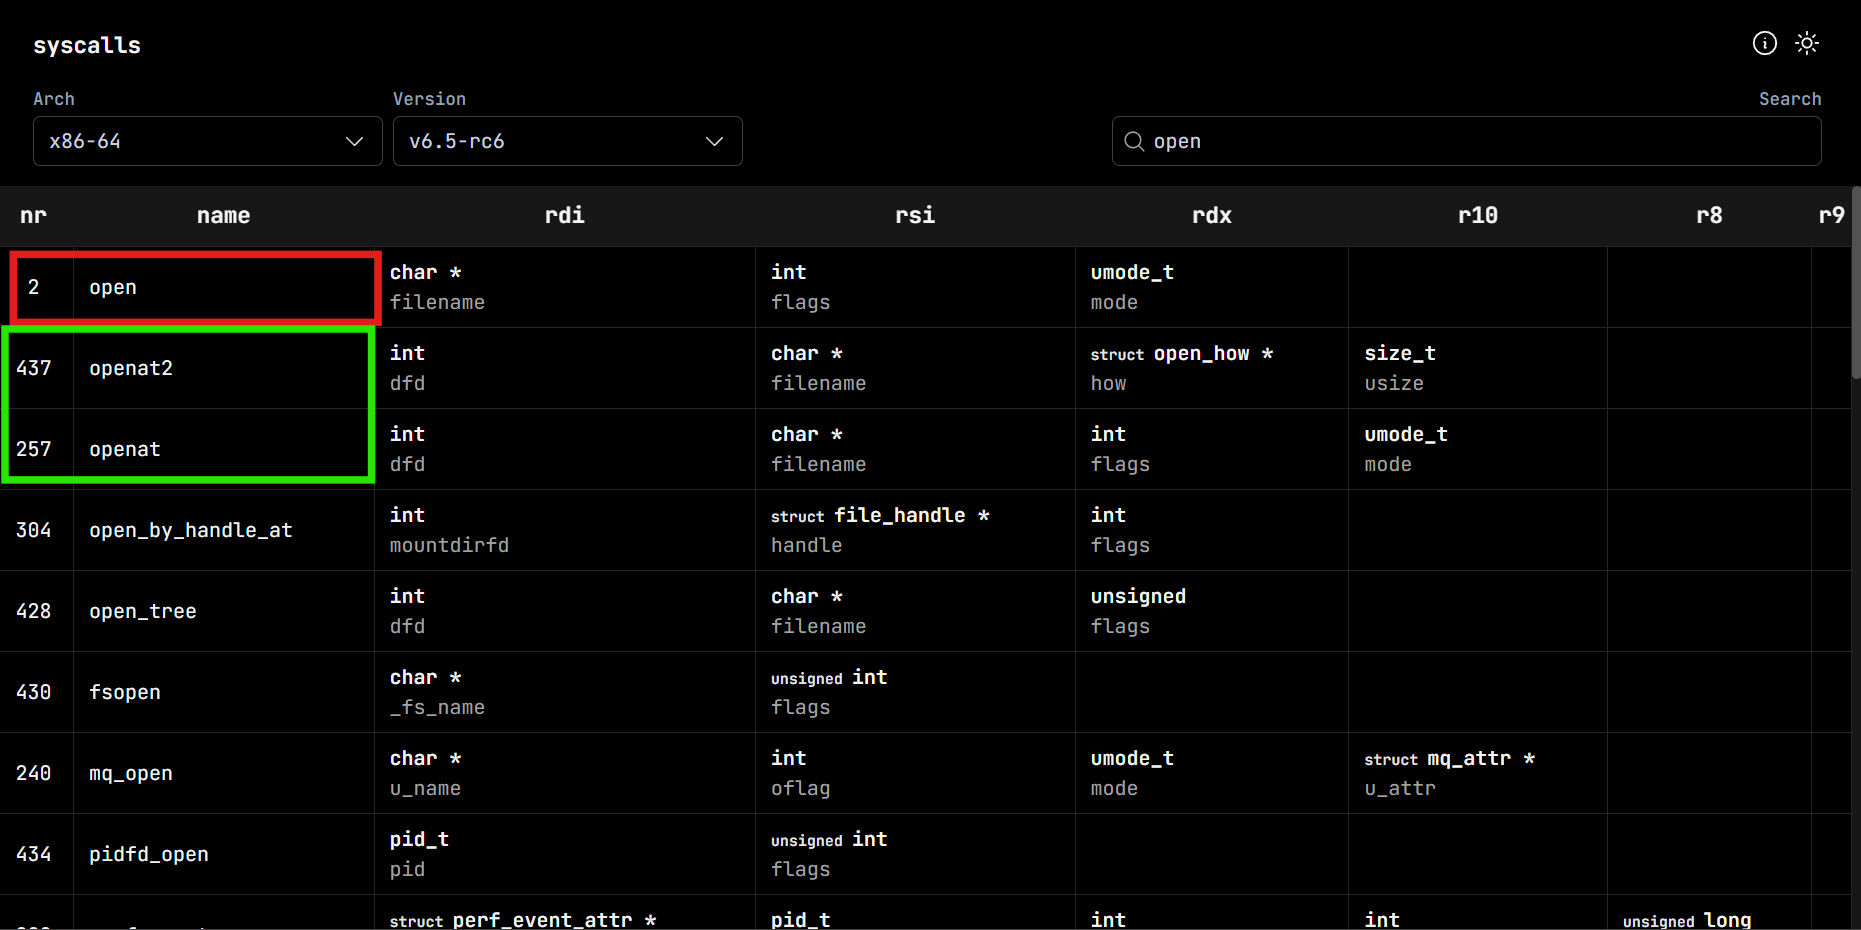 syscalls
Arch Version Search
x86-64 v6.5-rc6 open
nr name rdi rsi rdx r10 r8 r9
2 open char * filename int flags umode_t mode
437 openat2 int dfd char * filename struct open_how * how size_t usize
257 openat int dfd char * filename int flags umode_t mode
304 open_by_handle_at int mountdirfd struct file_handle * handle int flags
428 open_tree int dfd char * filename unsigned flags
430 fsopen char * _fs_name unsigned int flags
240 mq_open char * u_name int oflag umode_t mode struct mq_attr * u_attr
434 pidfd_open pid_t pid unsigned int flags
struct perf_event_attr * pid_t int int unsigned long